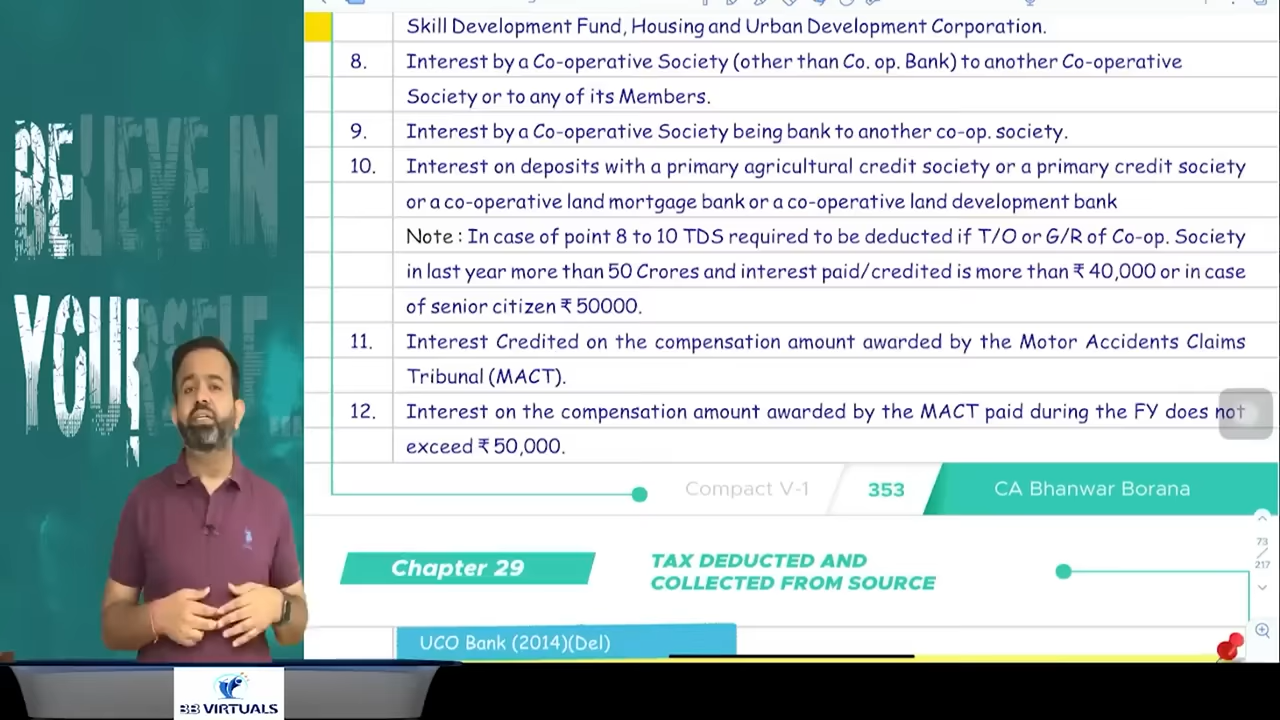 BELIEVE IN
YOURSELF
Skill Development Fund, Housing and Urban Development Corporation.
8. Interest by a Co-operative Society (other than Co. op. Bank) to another Co-operative
Society or to any of its Members.
9. Interest by a Co-operative Society being bank to another co-op. society.
10. Interest on deposits with a primary agricultural credit society or a primary credit society
or a co-operative land mortgage bank or a co-operative land development bank
Note : In case of point 8 to 10 TDS required to be deducted if T/O or G/R of Co-op. Society
in last year more than 50 Crores and interest paid/credited is more than ₹ 40,000 or in case
of senior citizen ₹ 50000.
11. Interest Credited on the compensation amount awarded by the Motor Accidents Claims
Tribunal (MACT).
12. Interest on the compensation amount awarded by the MACT paid during the FY does not
exceed ₹ 50,000.
Compact V-1 353 CA Bhanwar Borana
73
217
Chapter 29
TAX DEDUCTED AND
COLLECTED FROM SOURCE
UCO Bank (2014)(Del)
BB VIRTUALS